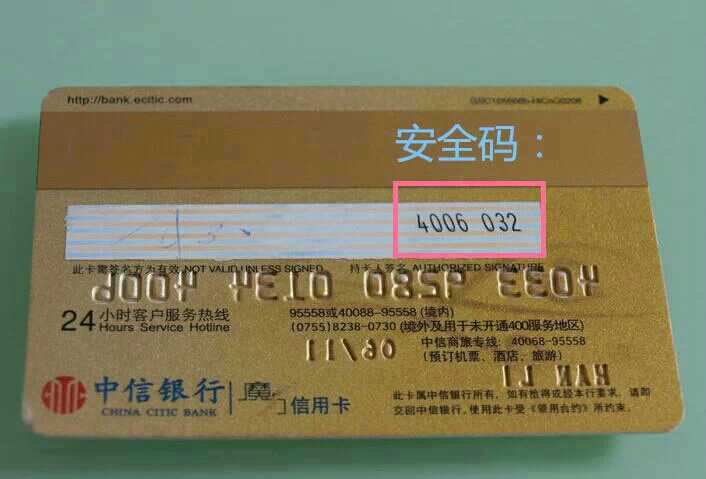 http://bank.ecitic.com
安全码：
4006 032
此卡需签名方为有效 NOT VALID UNLESS SIGNED 持卡人签名 AUTHORIZED SIGNATURE
24小时客户服务热线
Hours Service Hotline
95558或40088-95558 (境内)
(0755)8238-0730 (境外及用于未开通400服务地区)
中信商旅专线: 40068-95558
(预订机票、酒店、旅游)
中信银行
CHINA CITIC BANK
魔
信用卡
此卡属中信银行所有，如有拾得或经本行要求，请即
交回中信银行，使用此卡受《领用合约》所约束。